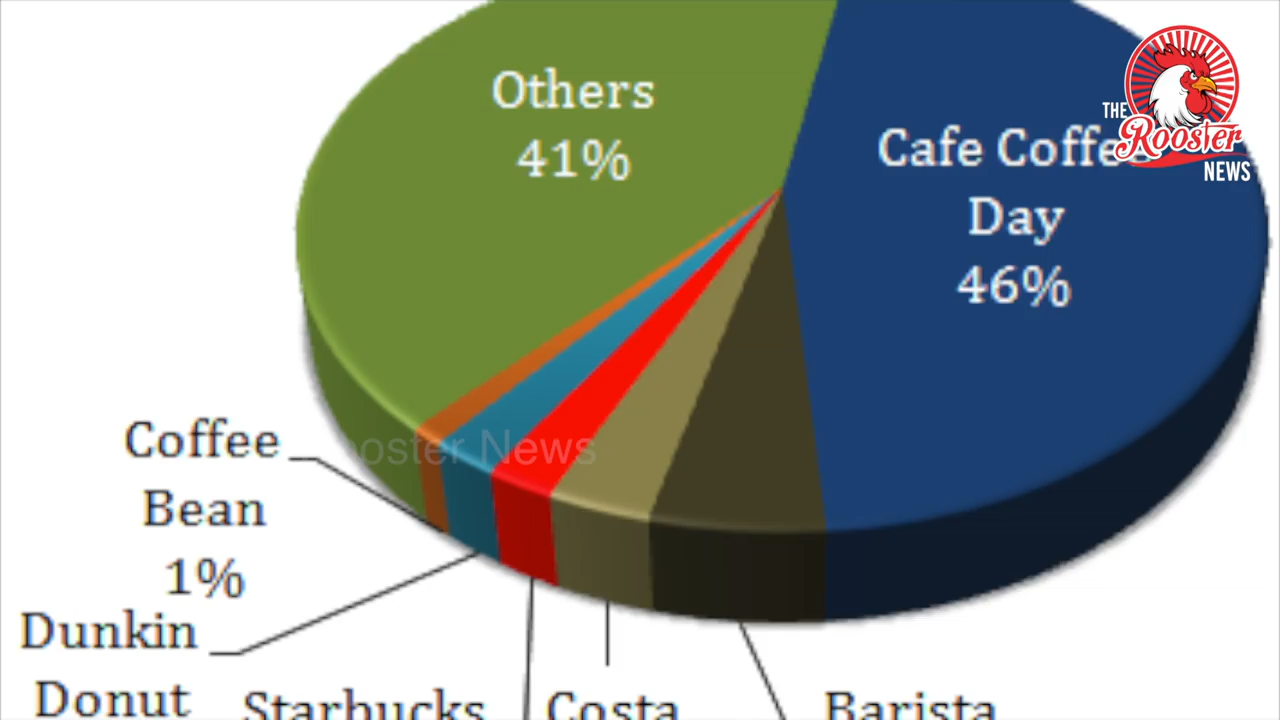 Others
41%
Cafe Coffee
Day
46%
THE
Rooster
NEWS
Rooster News
Coffee
Bean
1%
Dunkin
Donut
Starbucks
Costa
Barista